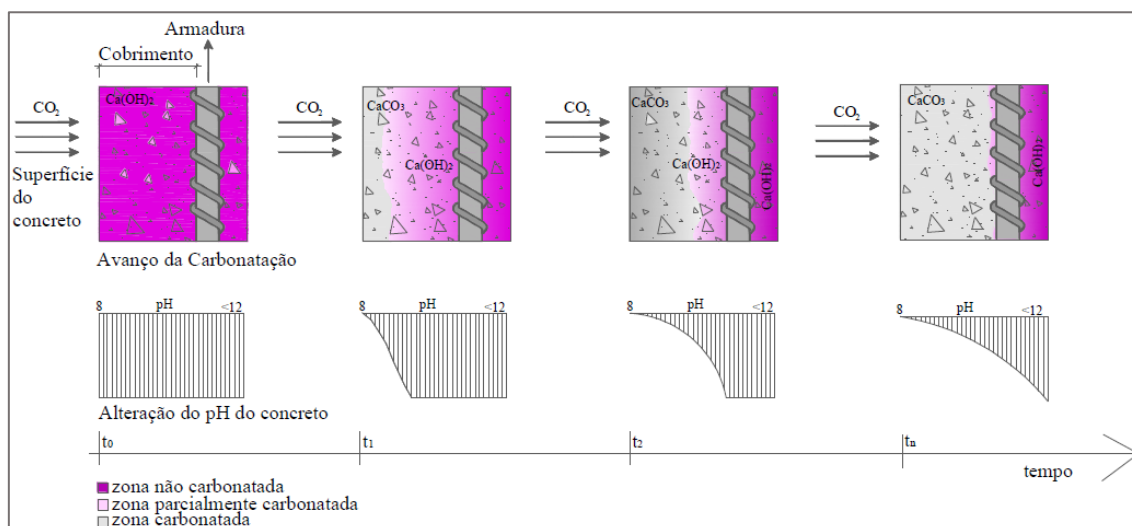 Armadura
Cobrimento
CO₂
Superfície
do
concreto
Ca(OH)₂
CO₂
CaCO₃
Ca(OH)₂
CO₂
CaCO₃
Ca(OH)₂
Ca(OH)₂
CO₂
CaCO₃
Ca(OH)₂
Avanço da Carbonatação
8 pH <12
8 pH <12
8 pH <12
8 pH <12
Alteração do pH do concreto
t₀
t₁
t₂
tₙ
tempo
zona não carbonatada
zona parcialmente carbonatada
zona carbonatada